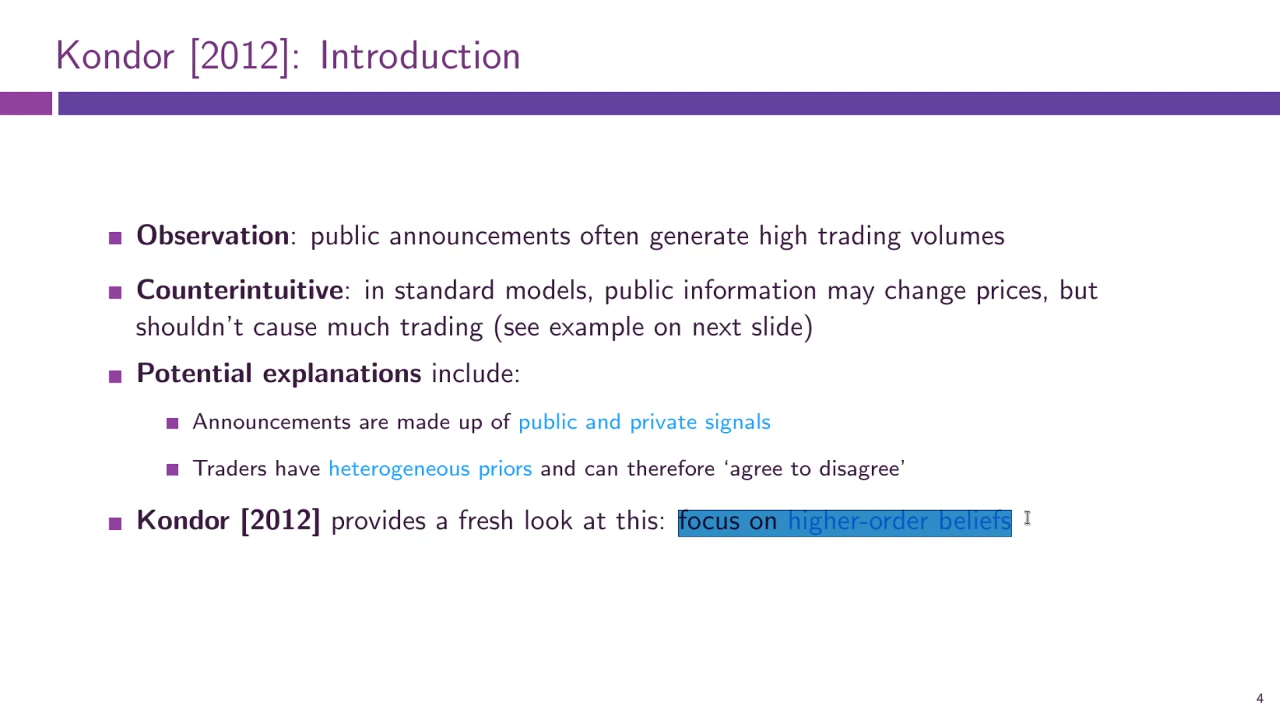 Kondor [2012]: Introduction
Observation: public announcements often generate high trading volumes
Counterintuitive: in standard models, public information may change prices, but
shouldn't cause much trading (see example on next slide)
Potential explanations include:
Announcements are made up of public and private signals
Traders have heterogeneous priors and can therefore ‘agree to disagree’
Kondor [2012] provides a fresh look at this: focus on higher-order beliefs
4